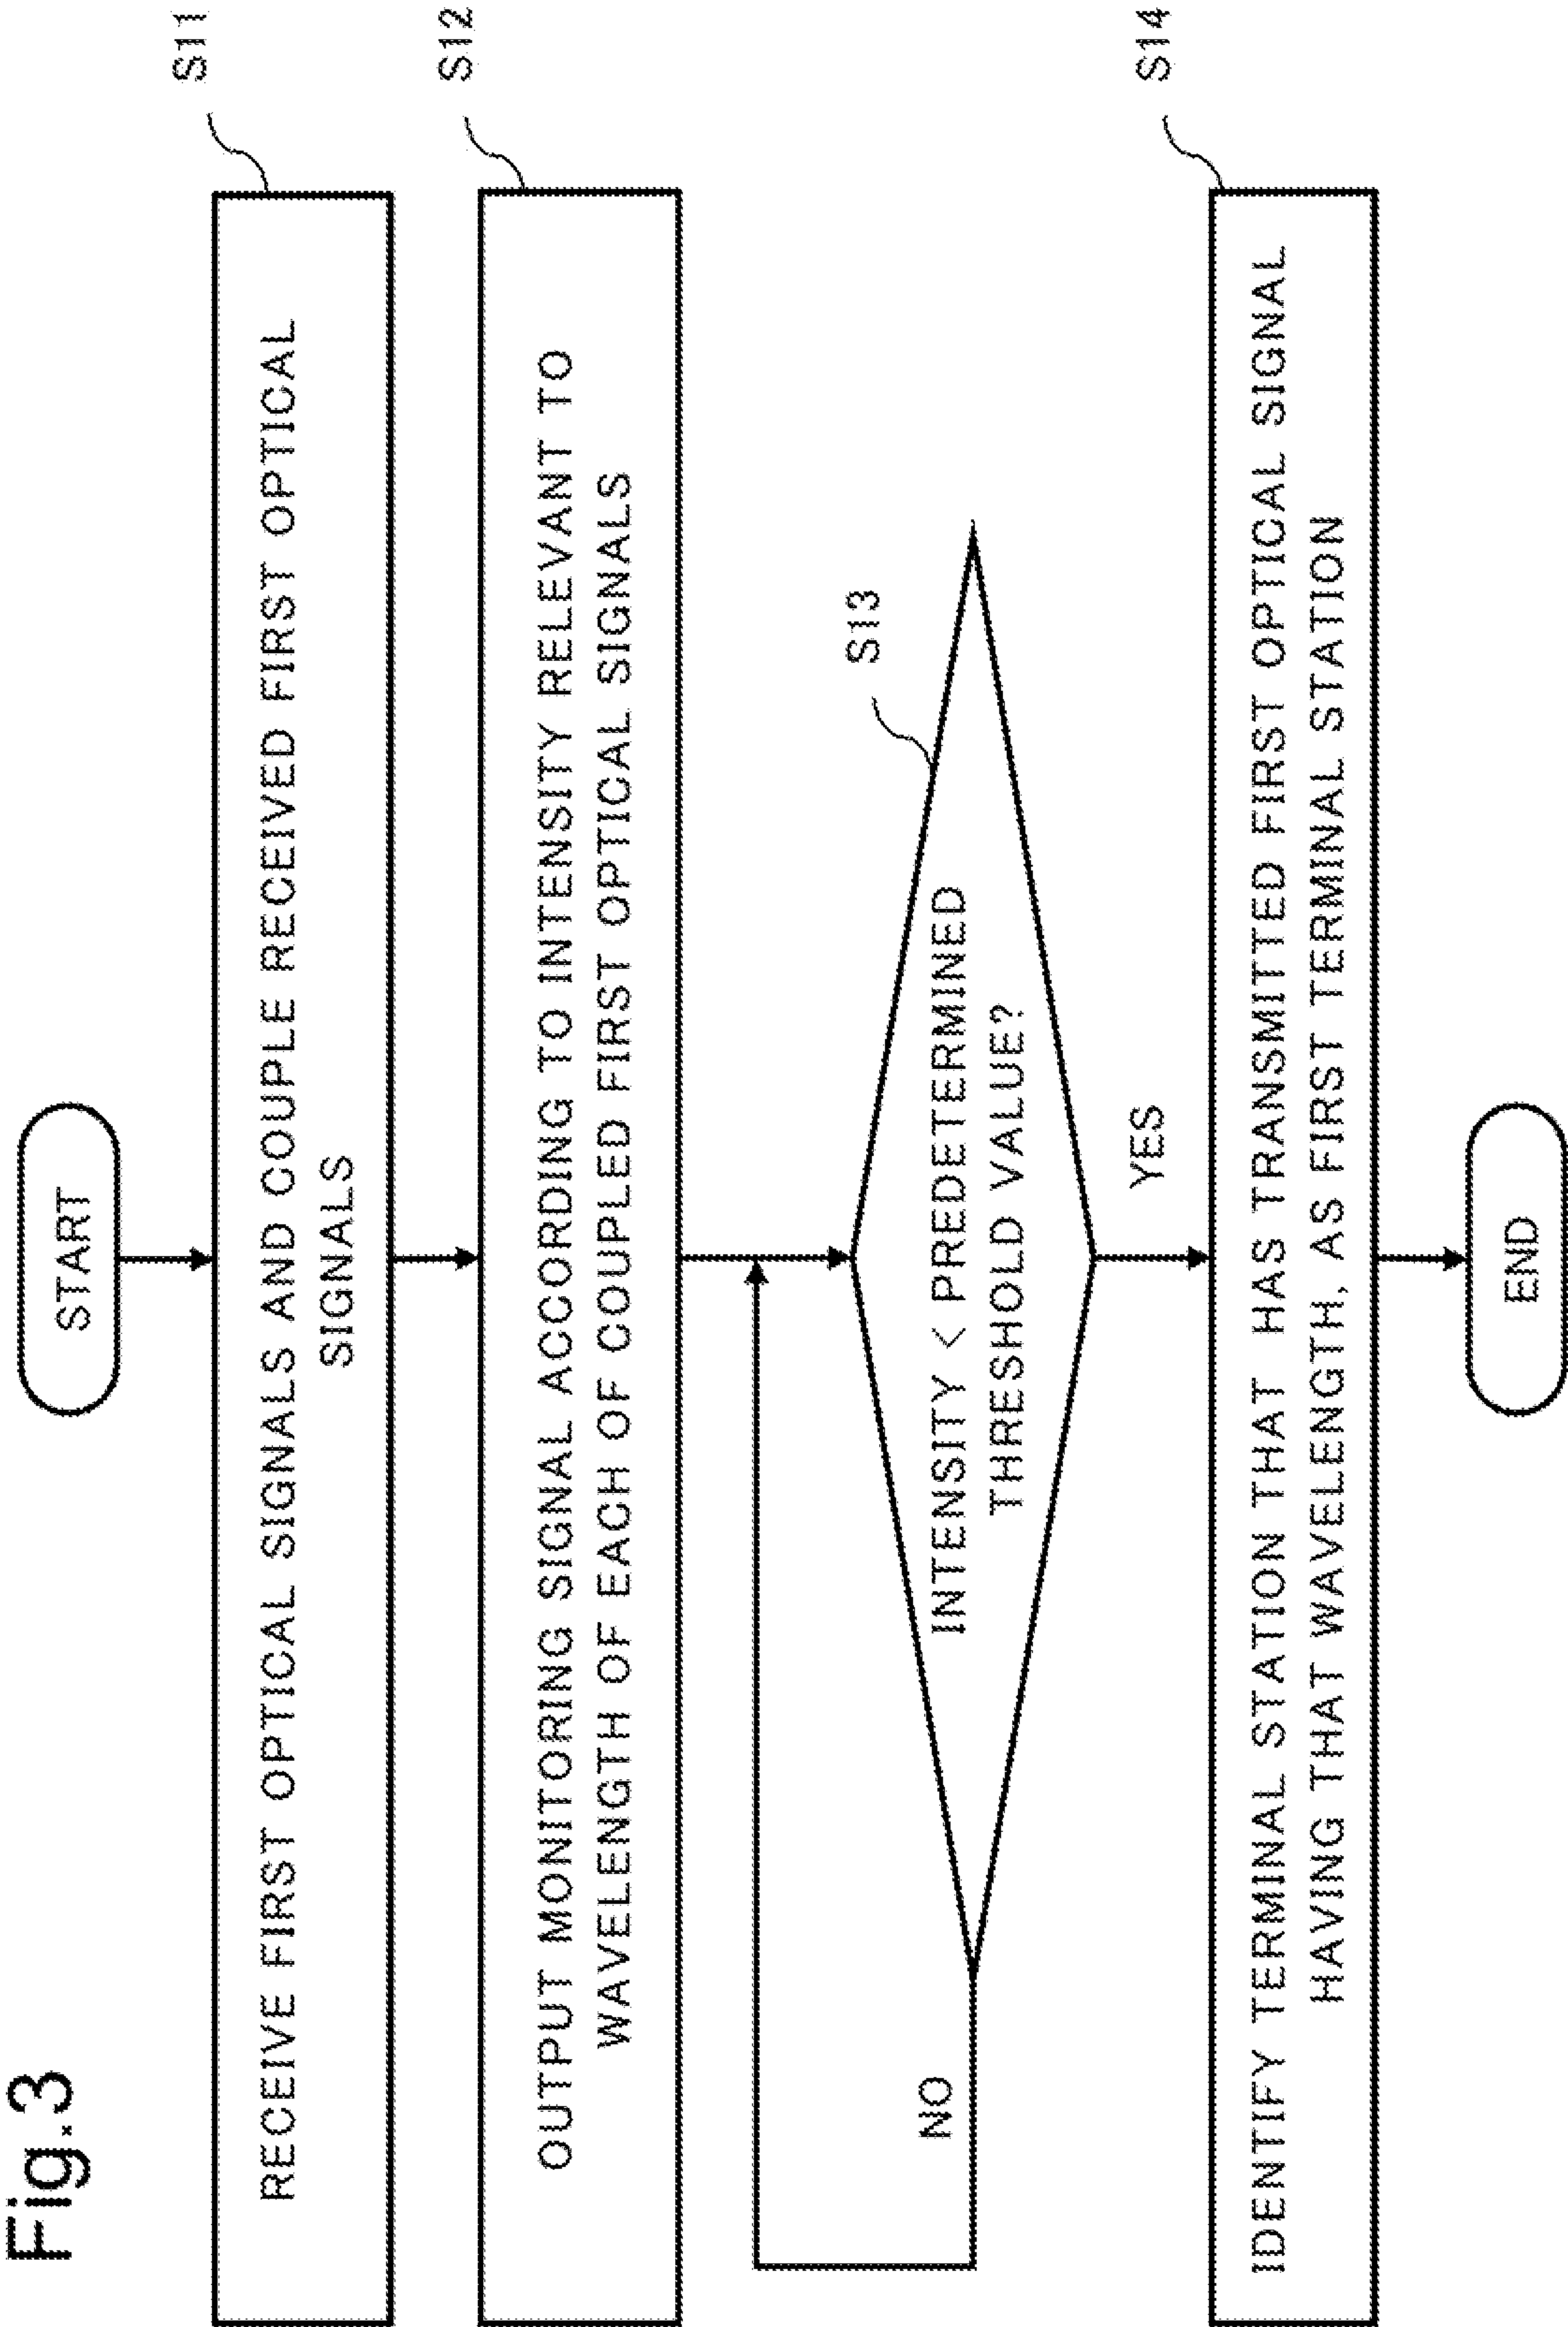 Fig.3
START
S11
RECEIVE FIRST OPTICAL SIGNALS AND COUPLE RECEIVED FIRST OPTICAL
SIGNALS
S12
OUTPUT MONITORING SIGNAL ACCORDING TO INTENSITY RELEVANT TO
WAVELENGTH OF EACH OF COUPLED FIRST OPTICAL SIGNALS
S13
INTENSITY < PREDETERMINED
THRESHOLD VALUE?
NO
YES
S14
IDENTIFY TERMINAL STATION THAT HAS TRANSMITTED FIRST OPTICAL SIGNAL
HAVING THAT WAVELENGTH, AS FIRST TERMINAL STATION
END